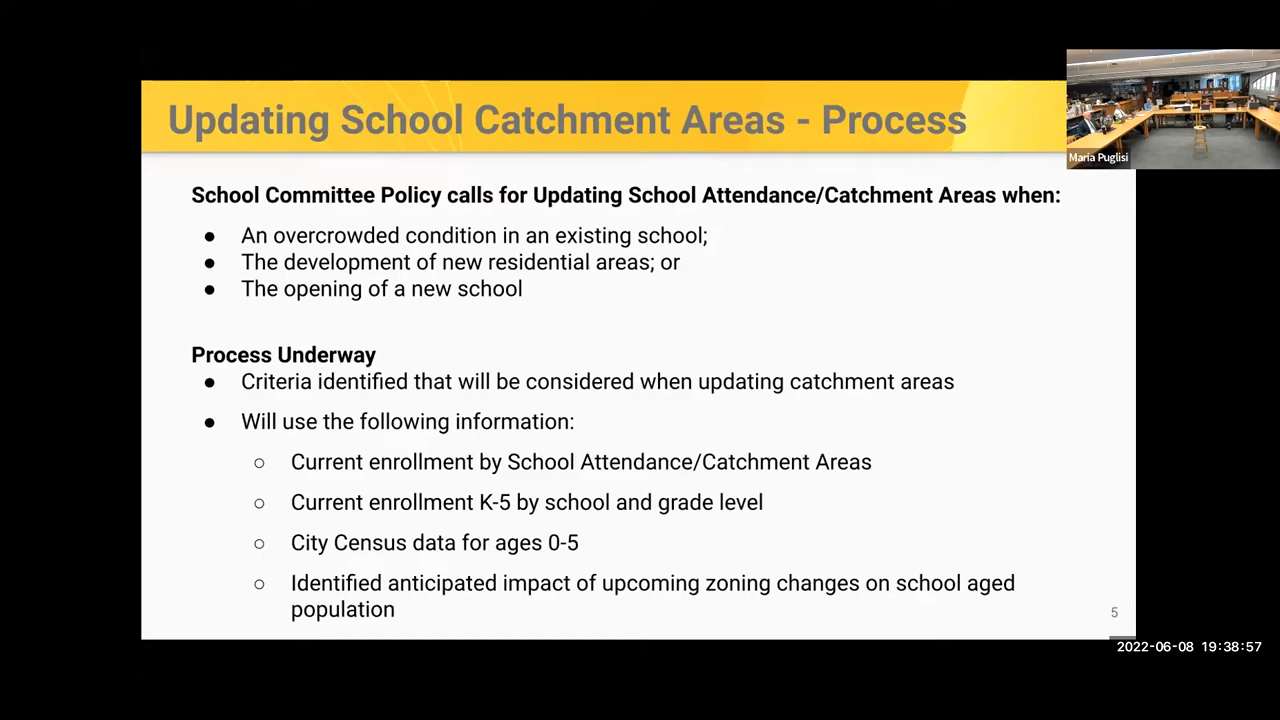 Updating School Catchment Areas - Process
Maria Puglisi
School Committee Policy calls for Updating School Attendance/Catchment Areas when:
● An overcrowded condition in an existing school;
● The development of new residential areas; or
● The opening of a new school
Process Underway
● Criteria identified that will be considered when updating catchment areas
● Will use the following information:
○ Current enrollment by School Attendance/Catchment Areas
○ Current enrollment K-5 by school and grade level
○ City Census data for ages 0-5
○ Identified anticipated impact of upcoming zoning changes on school aged
population
5
2022-06-08 19:38:57